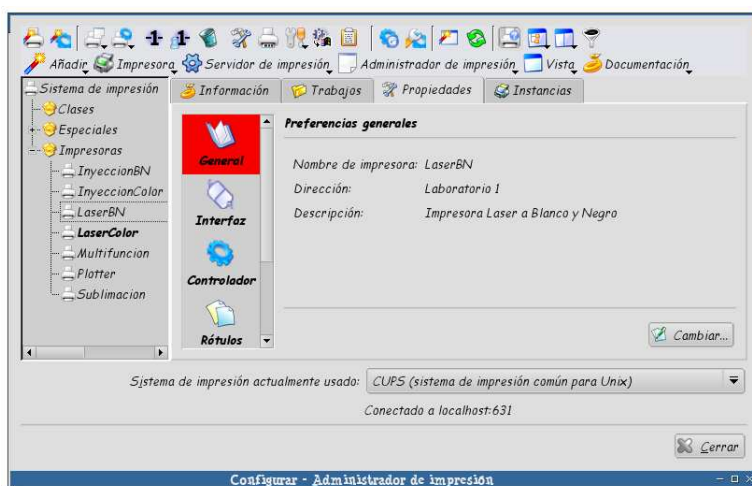 Añadir Impresora Servidor de impresión Administrador de impresión Vista Documentación
Sistema de impresión
Clases
Especiales
Impresoras
InyeccionBN
InyeccionColor
LaserBN
LaserColor
Multifuncion
Plotter
Sublimacion
Información Trabajos Propiedades Instancias
General
Interfaz
Controlador
Rótulos
Preferencias generales
Nombre de impresora: LaserBN
Dirección: Laboratorio 1
Descripción: Impresora Laser a Blanco y Negro
Cambiar...
Sistema de impresión actualmente usado: CUPS (sistema de impresión común para Unix)
Conectado a localhost:631
Cerrar
Configurar - Administrador de impresión